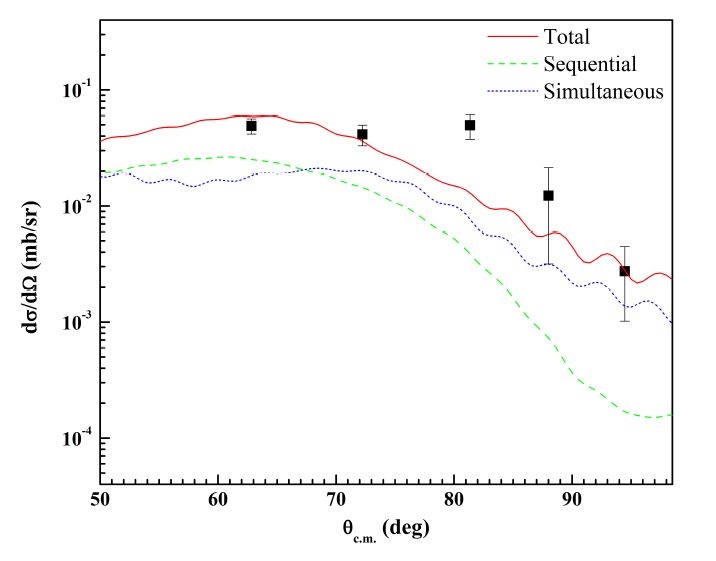 Total
Sequential
Simultaneous
10⁻¹
10⁻²
10⁻³
10⁻⁴
dσ/dΩ (mb/sr)
50 60 70 80 90
θc.m. (deg)